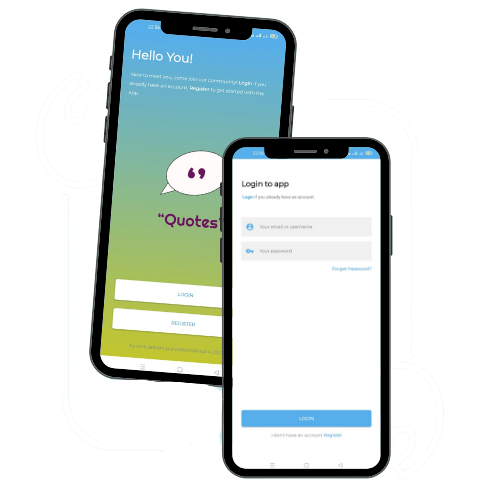 22:56
Hello You!
Nice to meet you, come join our community! Login if you
already have an account, Register to get started with the
app.
“Quotes
LOGIN
REGISTER
Login to app
Login if you already have an account
Your email or username
Your password
Forgot Password?
LOGIN
I don't have an account. Register